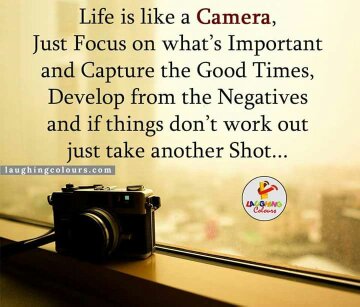 Life is like a Camera,
Just Focus on what's Important
and Capture the Good Times,
Develop from the Negatives
and if things don't work out
just take another Shot...
laughingcolours.com
LAUGHING
Colours